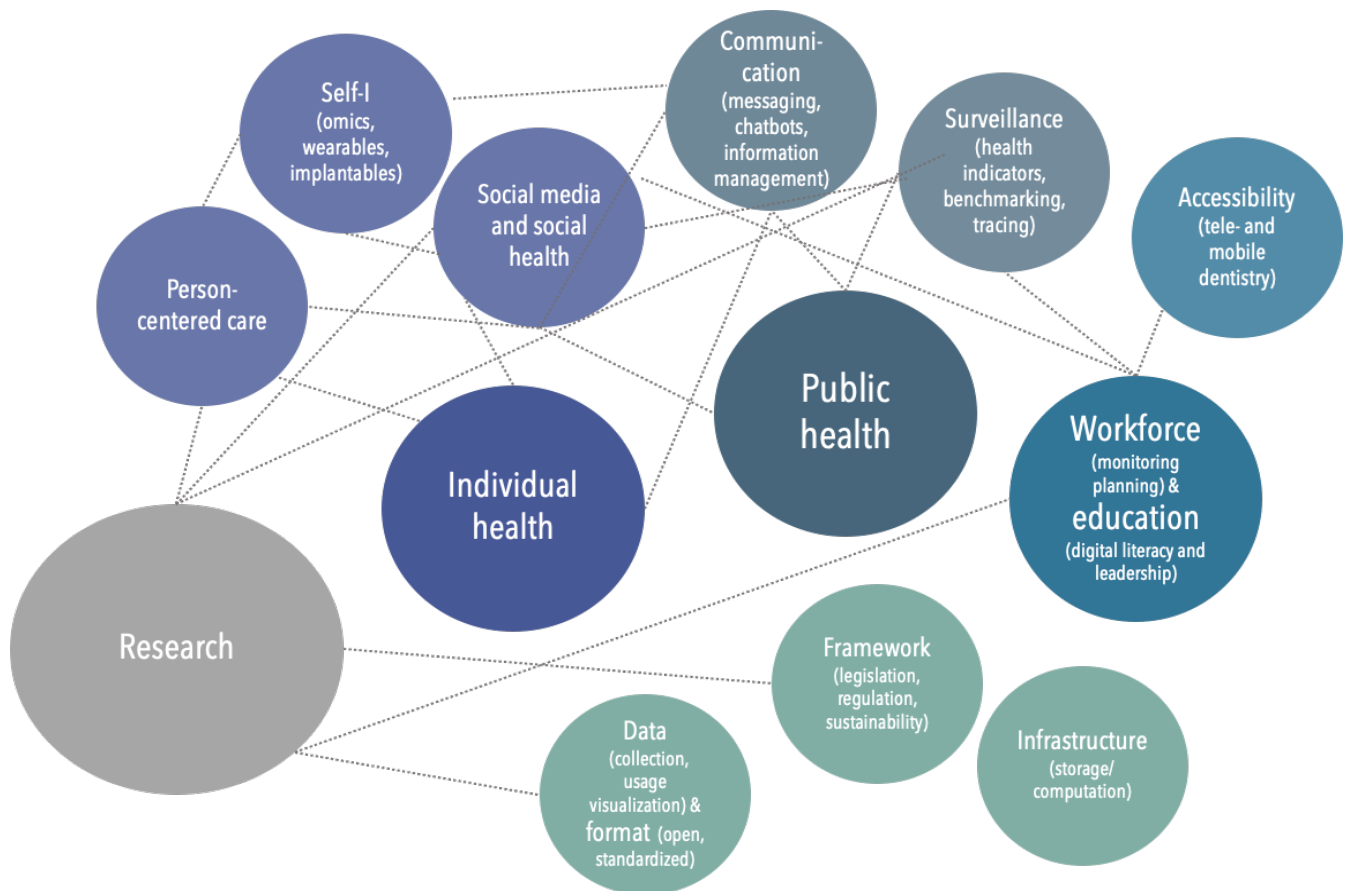 Self-I
(omics,
wearables,
implantables)
Communi-
cation
(messaging,
chatbots,
information
management)
Surveillance
(health
indicators,
benchmarking,
tracing)
Social media
and social
health
Accessibility
(tele- and
mobile
dentistry)
Person-
centered care
Public
health
Workforce
(monitoring
planning) &
education
(digital literacy and
leadership)
Individual
health
Research
Framework
(legislation,
regulation,
sustainability)
Data
(collection,
usage
visualization) &
format (open,
standardized)
Infrastructure
(storage/
computation)